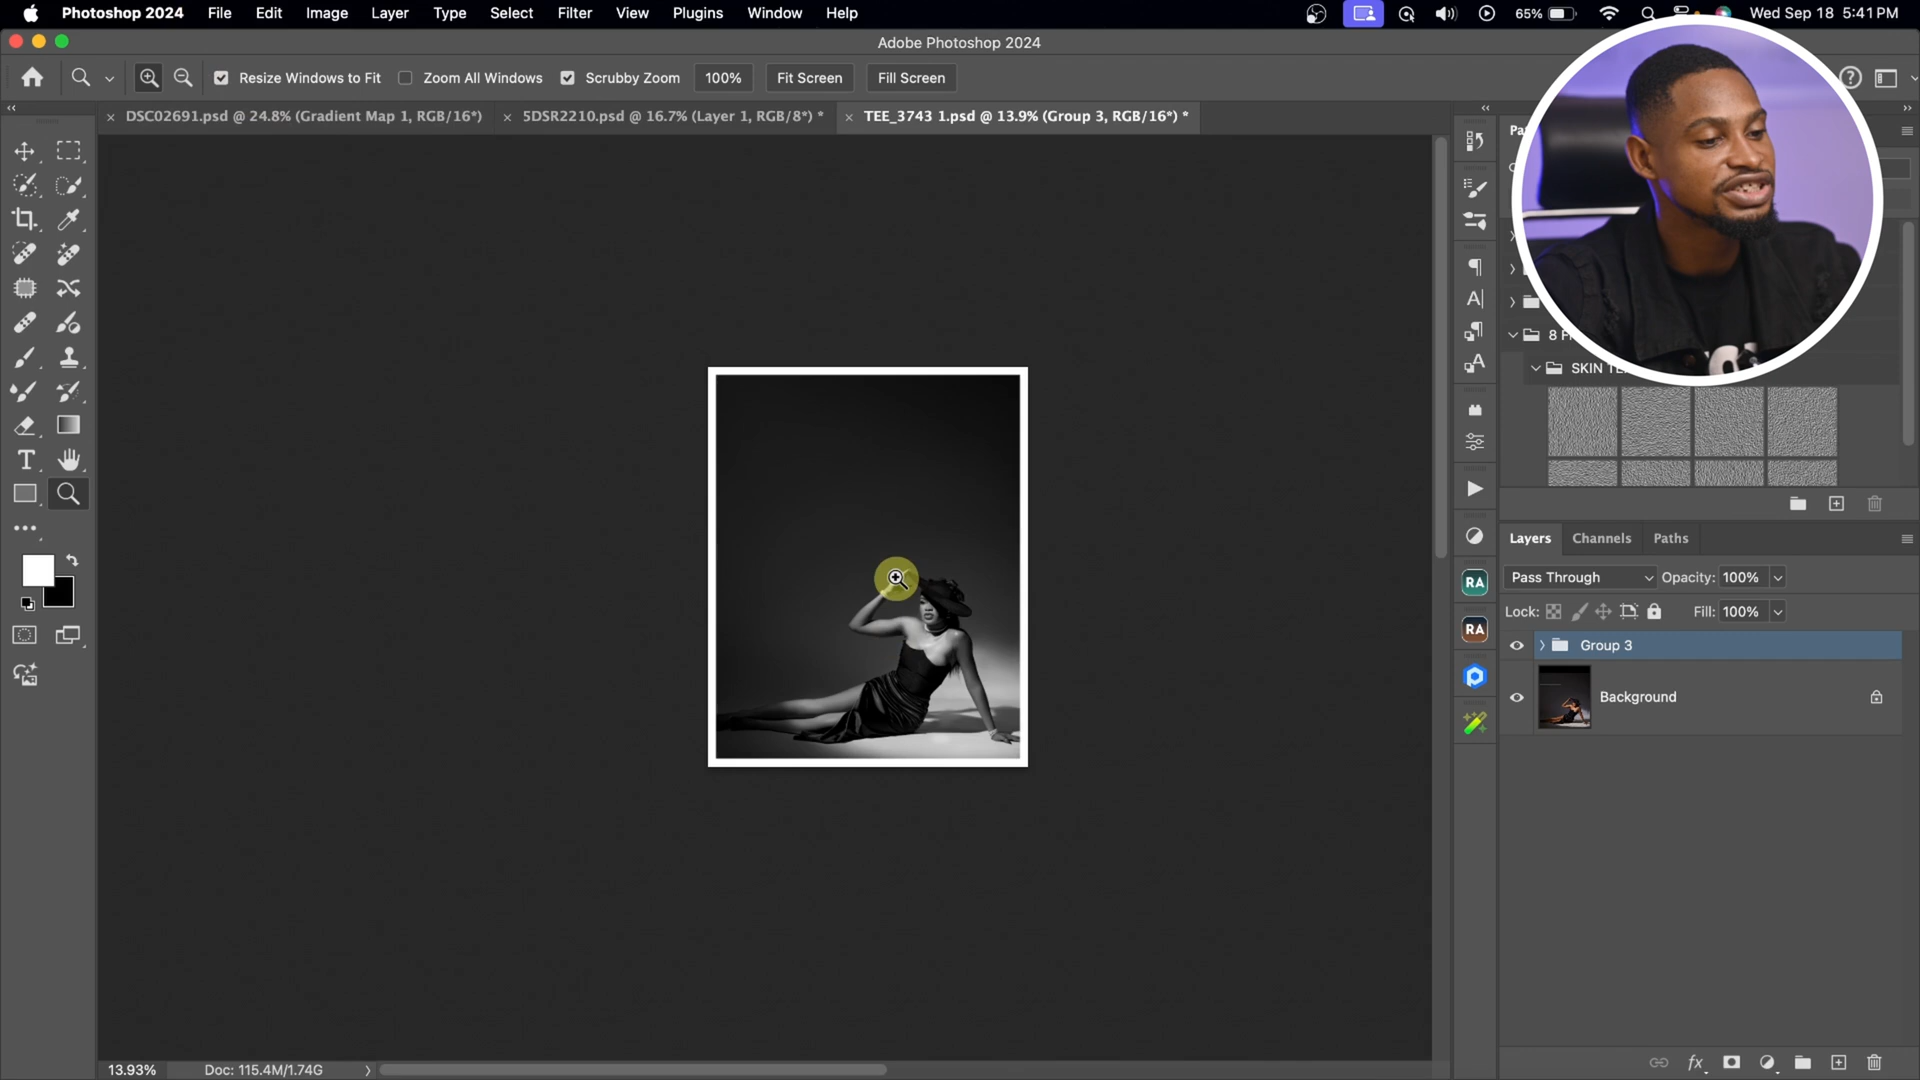 Photoshop 2024 File Edit Image Layer Type Select Filter View Plugins Window Help 65% Wed Sep 18 5:41 PM
Adobe Photoshop 2024
Resize Windows to Fit Zoom All Windows Scrubby Zoom 100% Fit Screen Fill Screen
DSC02691.psd @ 24.8% (Gradient Map 1, RGB/16*) 5DSR2210.psd @ 16.7% (Layer 1, RGB/8*) * TEE_3743 1.psd @ 13.9% (Group 3, RGB/16*) *
SKIN
Layers Channels Paths
Pass Through Opacity: 100%
RA
Lock: Fill: 100%
RA
Group 3
Background
13.93% Doc: 115.4M/1.74G